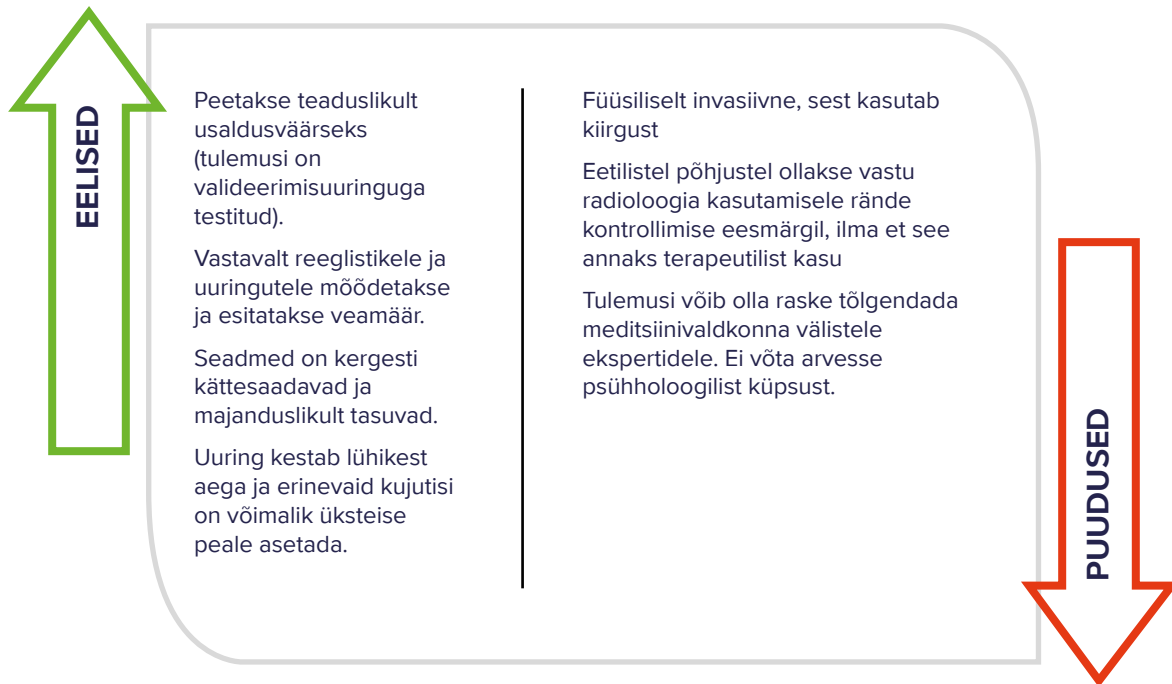 EELISED
Peetakse teaduslikult
usaldusväärseks
(tulemusi on
valideerimisuuringuga
testitud).
Vastavalt reeglistikele ja
uuringutele mõõdetakse
ja esitatakse veamäär.
Seadmed on kergesti
kättesaadavad ja
majanduslikult tasuvad.
Uuring kestab lühikest
aega ja erinevaid kujutisi
on võimalik üksteise
peale asetada.
Füüsiliselt invasiivne, sest kasutab
kiirgust
Eetilistel põhjustel ollakse vastu
radioloogia kasutamisele rände
kontrollimise eesmärgil, ilma et see
annaks terapeutilist kasu
Tulemusi võib olla raske tõlgendada
meditsiinivaldkonna välistele
ekspertidele. Ei võta arvesse
psühholoogilist küpsust.
PUUDUSED